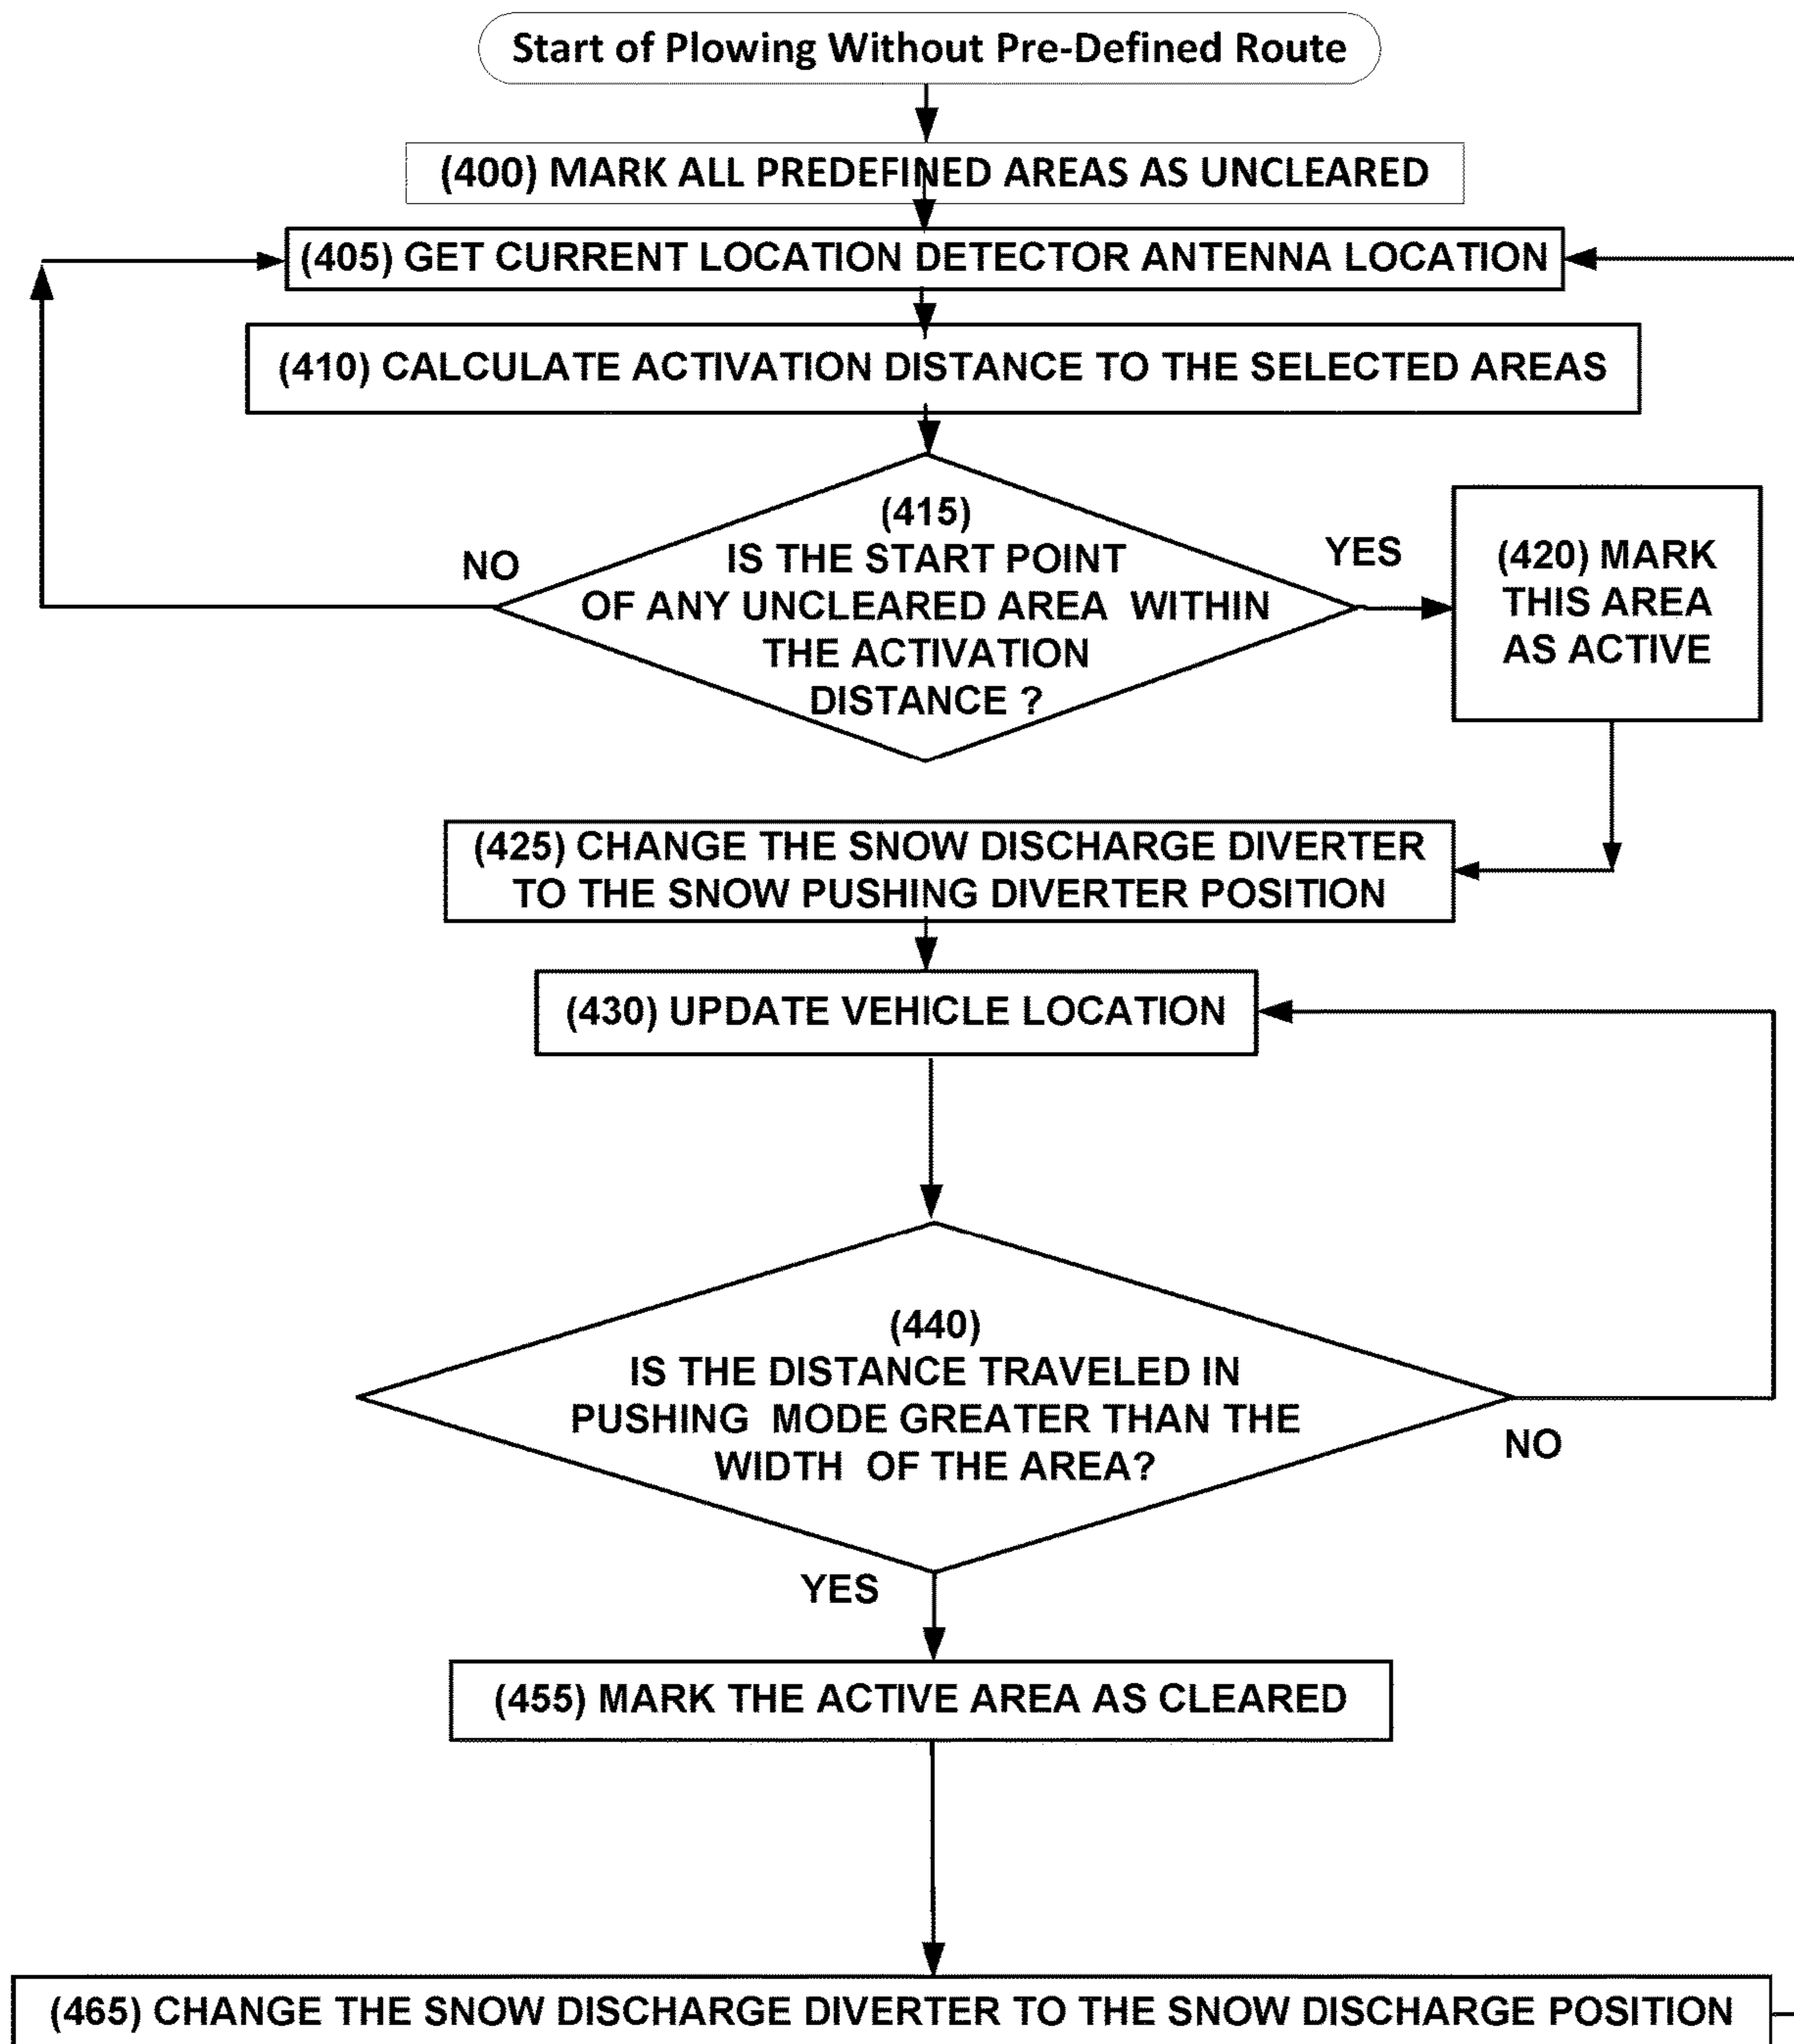 Start of Plowing Without Pre-Defined Route
(400) MARK ALL PREDEFINED AREAS AS UNCLEARED
(405) GET CURRENT LOCATION DETECTOR ANTENNA LOCATION
(410) CALCULATE ACTIVATION DISTANCE TO THE SELECTED AREAS
(415)
IS THE START POINT
OF ANY UNCLEARED AREA WITHIN
THE ACTIVATION
DISTANCE ?
NO
YES
(420) MARK
THIS AREA
AS ACTIVE
(425) CHANGE THE SNOW DISCHARGE DIVERTER
TO THE SNOW PUSHING DIVERTER POSITION
(430) UPDATE VEHICLE LOCATION
(440)
IS THE DISTANCE TRAVELED IN
PUSHING MODE GREATER THAN THE
WIDTH OF THE AREA?
NO
YES
(455) MARK THE ACTIVE AREA AS CLEARED
(465) CHANGE THE SNOW DISCHARGE DIVERTER TO THE SNOW DISCHARGE POSITION